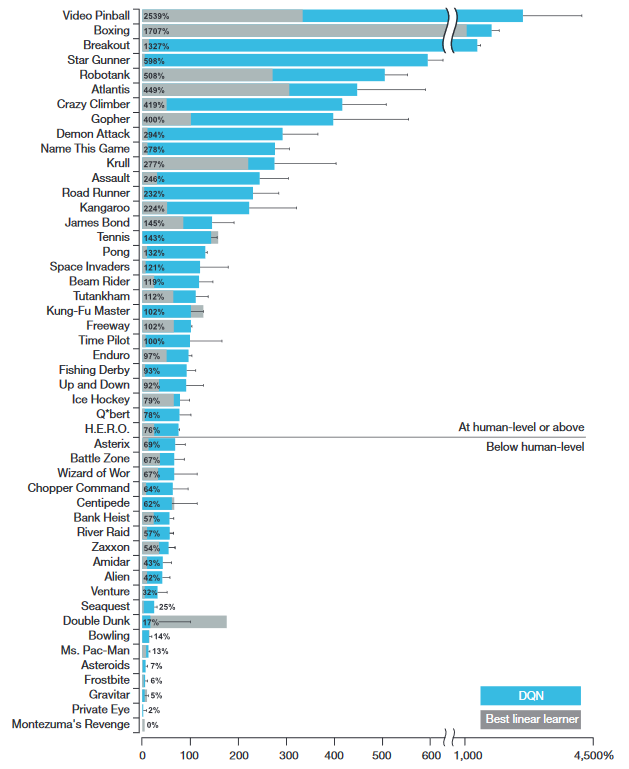 Video Pinball 2539%
Boxing 1707%
Breakout 1327%
Star Gunner 598%
Robotank 508%
Atlantis 449%
Crazy Climber 419%
Gopher 400%
Demon Attack 294%
Name This Game 278%
Krull 277%
Assault 246%
Road Runner 232%
Kangaroo 224%
James Bond 145%
Tennis 143%
Pong 132%
Space Invaders 121%
Beam Rider 119%
Tutankham 112%
Kung-Fu Master 102%
Freeway 102%
Time Pilot 100%
Enduro 97%
Fishing Derby 93%
Up and Down 92%
Ice Hockey 79%
Q*bert 78%
H.E.R.O. 76% At human-level or above
Asterix 69% Below human-level
Battle Zone 67%
Wizard of Wor 67%
Chopper Command 64%
Centipede 62%
Bank Heist 57%
River Raid 57%
Zaxxon 54%
Amidar 43%
Alien 42%
Venture 32%
Seaquest 25%
Double Dunk 17%
Bowling 14%
Ms. Pac-Man 13%
Asteroids 7%
Frostbite 6%
Gravitar 5%
Private Eye 2%
Montezuma's Revenge 0%
DQN
Best linear learner
0 100 200 300 400 500 600 1,000 4,500%